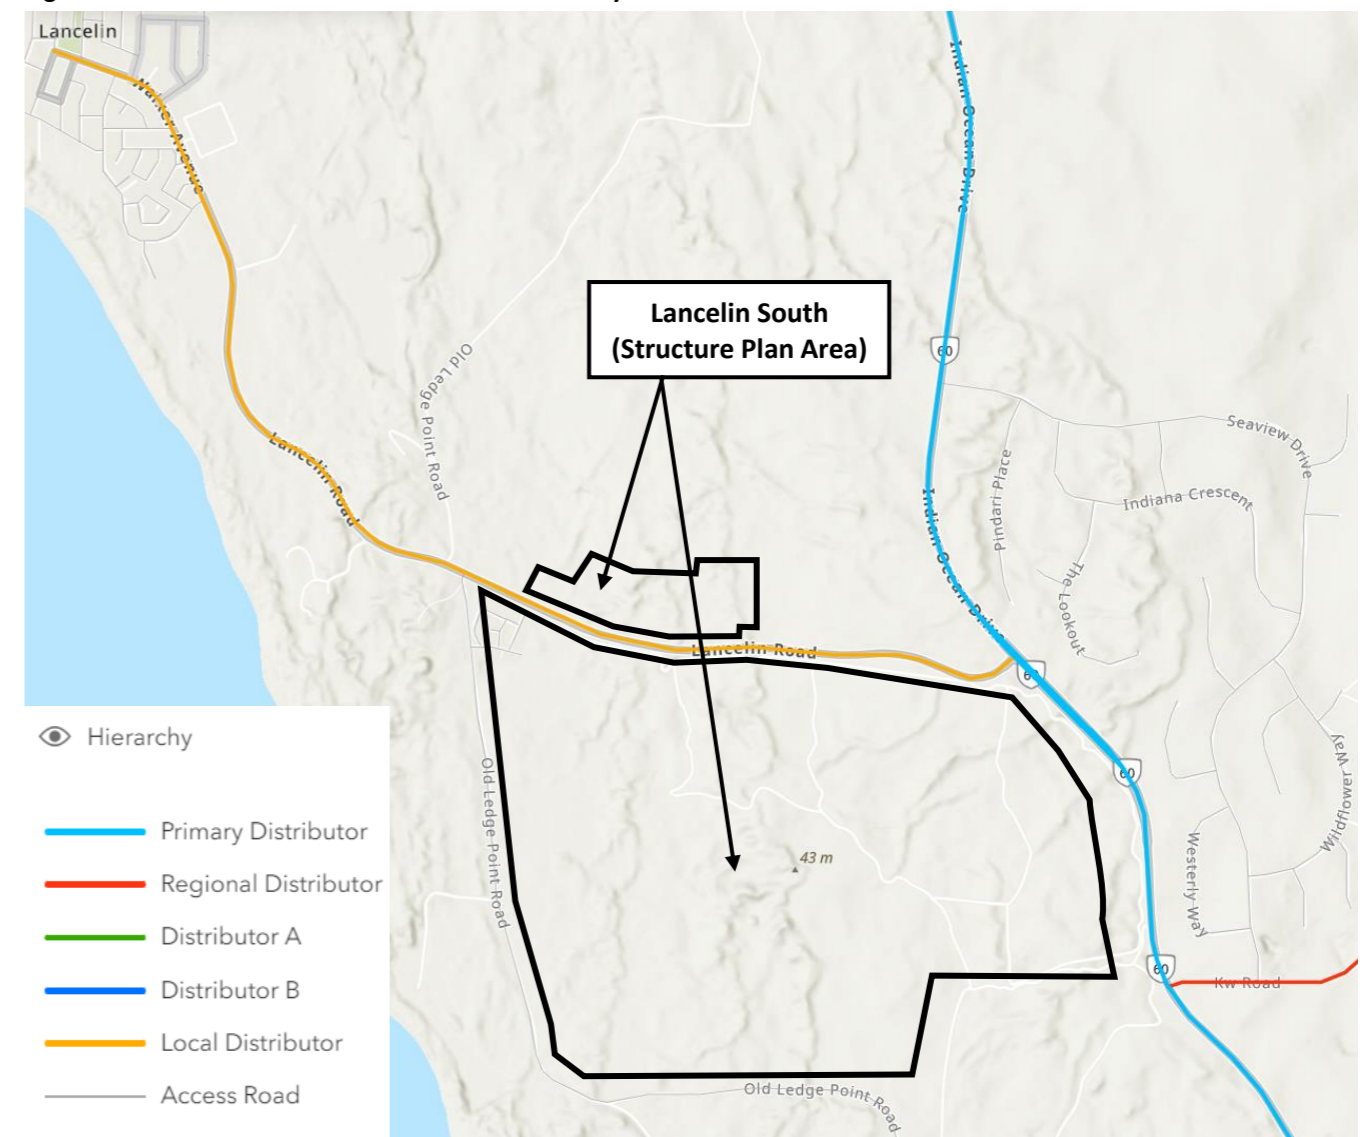 Lancelin
Walker Avenue
Indian Ocean Drive
Lancelin South
(Structure Plan Area)
60
Old Ledge Point Road
Seaview Drive
Lancelin Road
Pindari Place
Indiana Crescent
Indian Ocean Drive
The Lookout
Lancelin Road
60
Hierarchy
Old Ledge Point Road
60
Wildflower Way
Primary Distributor
43 m
Westerly Way
Regional Distributor
Distributor A
60
Kw Road
Distributor B
Local Distributor
Access Road
Old Ledge Point Road